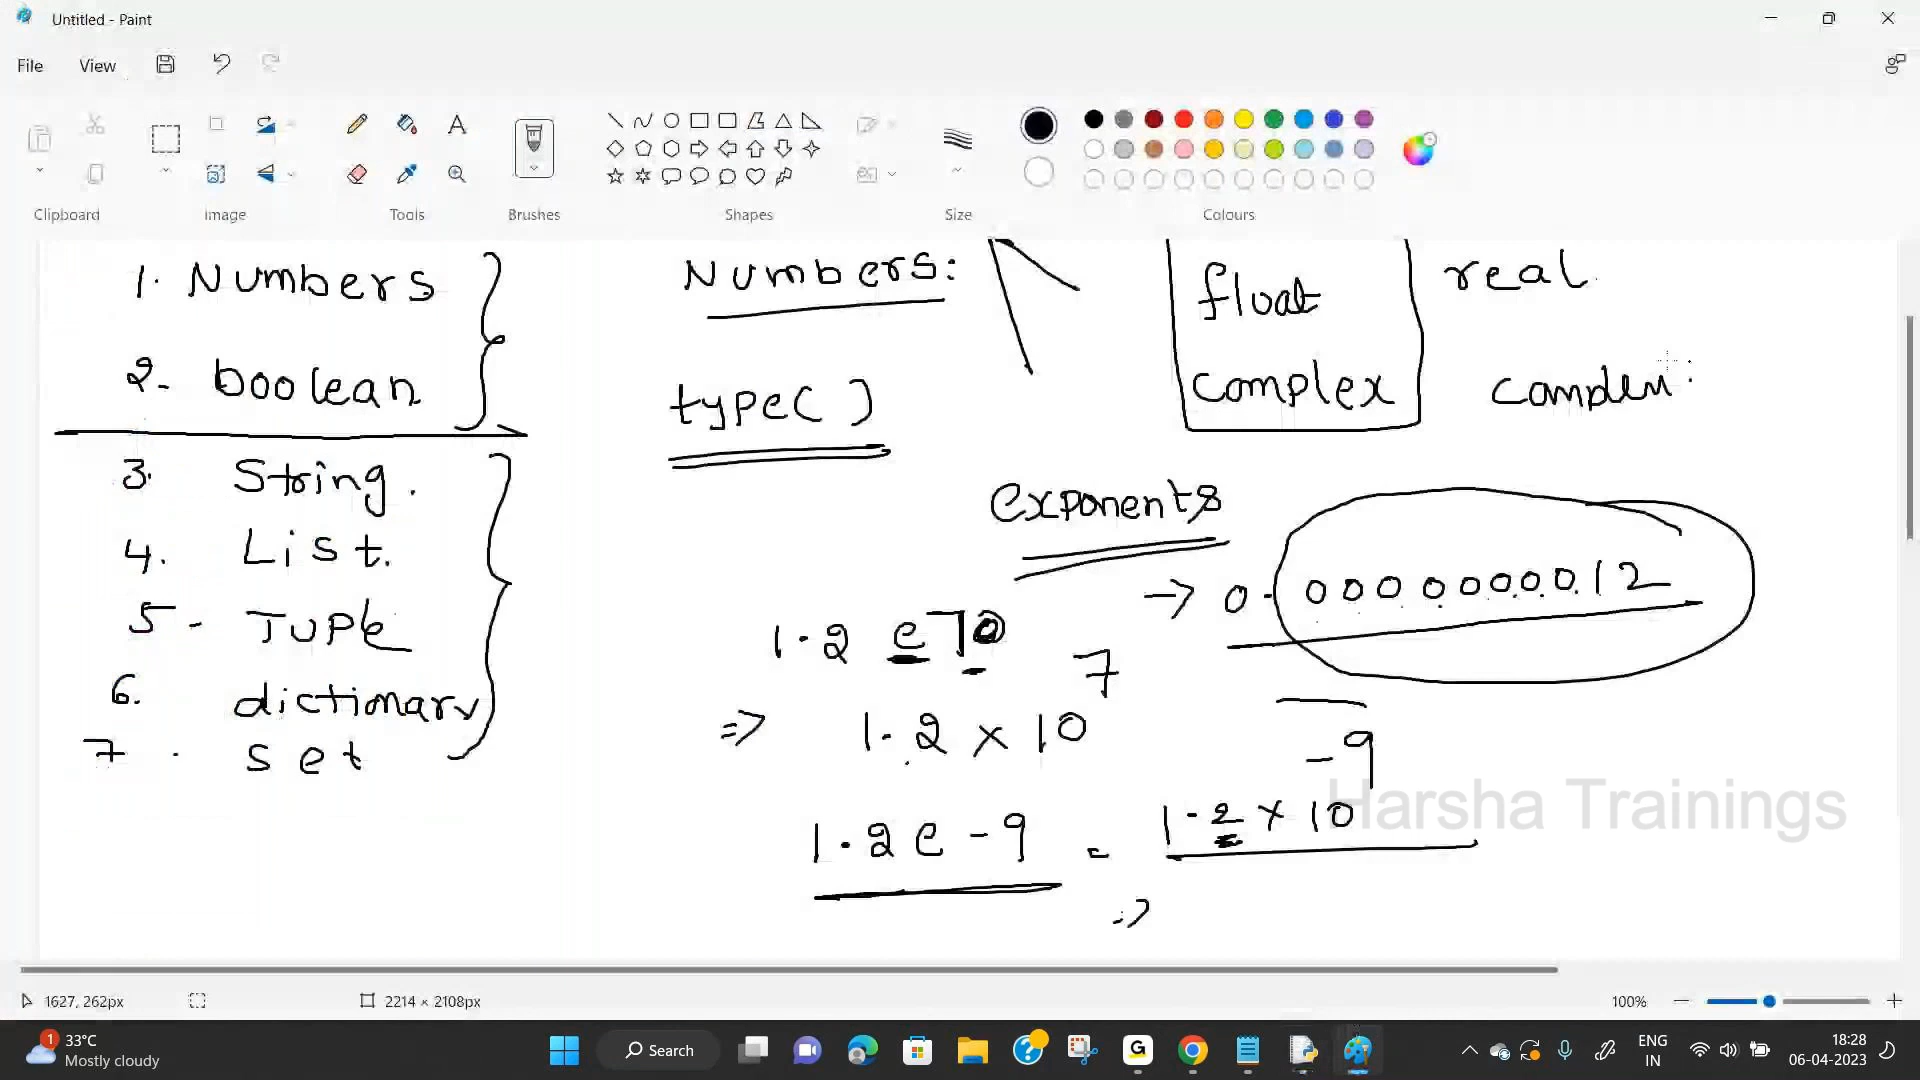 Untitled - Paint
File View
Clipboard Image Tools Brushes Shapes Size Colours
1. Numbers
2. boolean
3. String.
4. List.
5 - Tuple
6. dictionary
7. set
Numbers:
type()
float
complex
real
exponents
→ 0.00000000012
1.2 e
7
⇒ 1.2 x 10
-9
1.2e-9 = 1.2 x 10
⇒
Harsha Trainings
1627, 262px
2214 × 2108px
100%
1
33°C
Mostly cloudy
Search
ENG
IN
18:28
06-04-2023